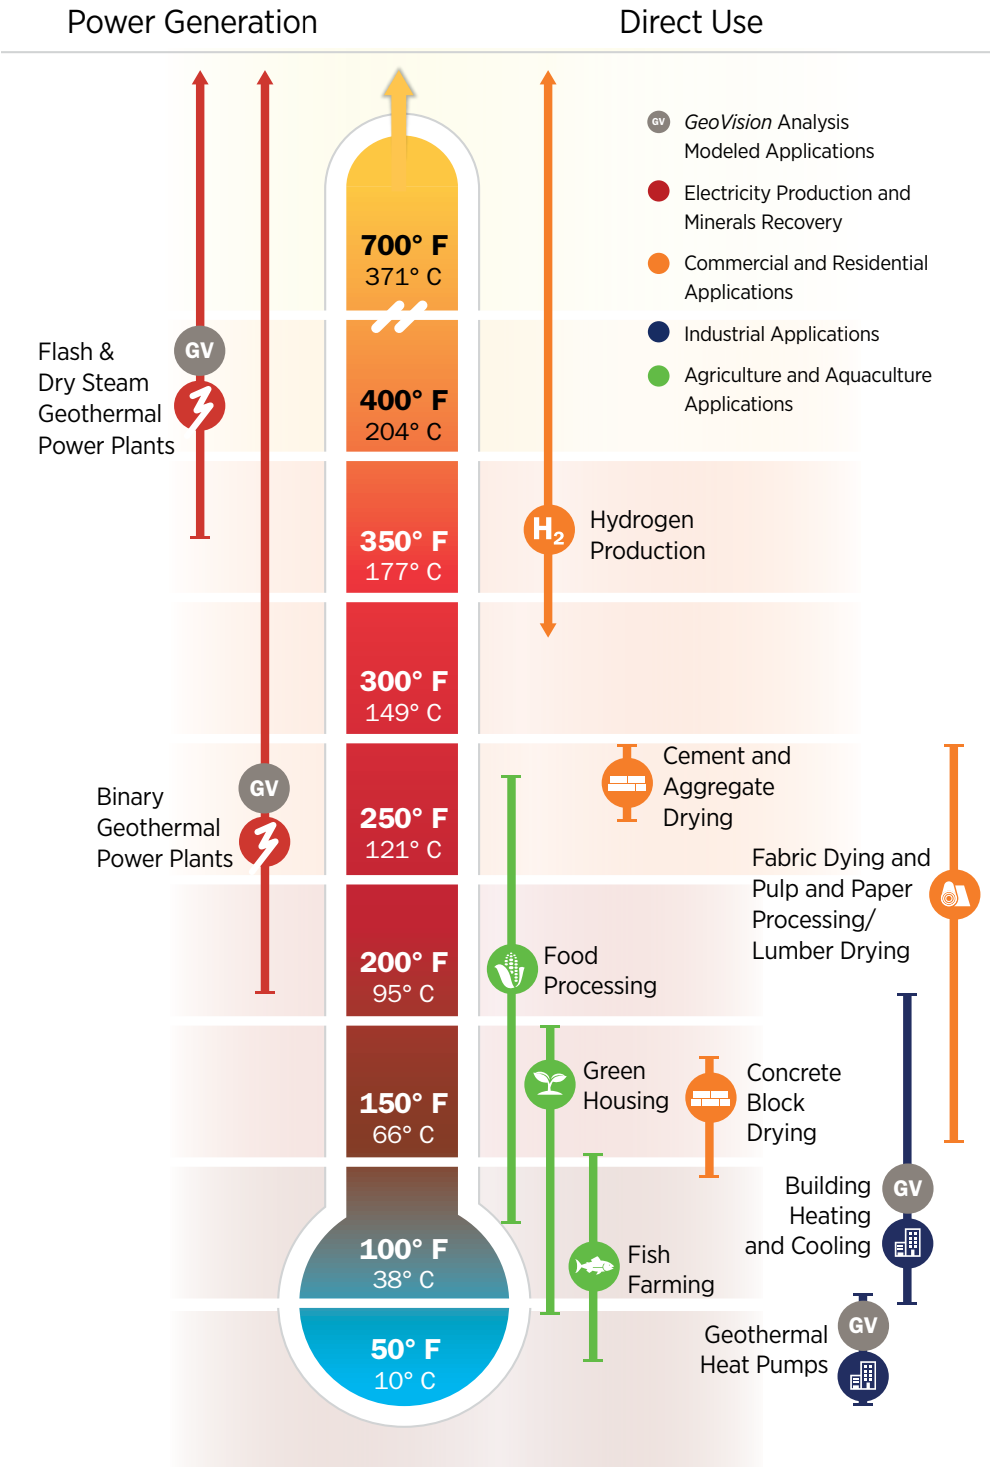 Power Generation
Direct Use
GV
GeoVision Analysis
Modeled Applications
Electricity Production and
Minerals Recovery
Commercial and Residential
Applications
Industrial Applications
Agriculture and Aquaculture
Applications
700° F
371° C
Flash &
Dry Steam
Geothermal
Power Plants
GV
400° F
204° C
350° F
177° C
H2
Hydrogen
Production
300° F
149° C
Cement and
Aggregate
Drying
Binary
Geothermal
Power Plants
GV
250° F
121° C
Fabric Dying and
Pulp and Paper
Processing/
Lumber Drying
200° F
95° C
Food
Processing
Green
Housing
Concrete
Block
Drying
150° F
66° C
Building
Heating
and Cooling
GV
100° F
38° C
Fish
Farming
Geothermal
Heat Pumps
GV
50° F
10° C